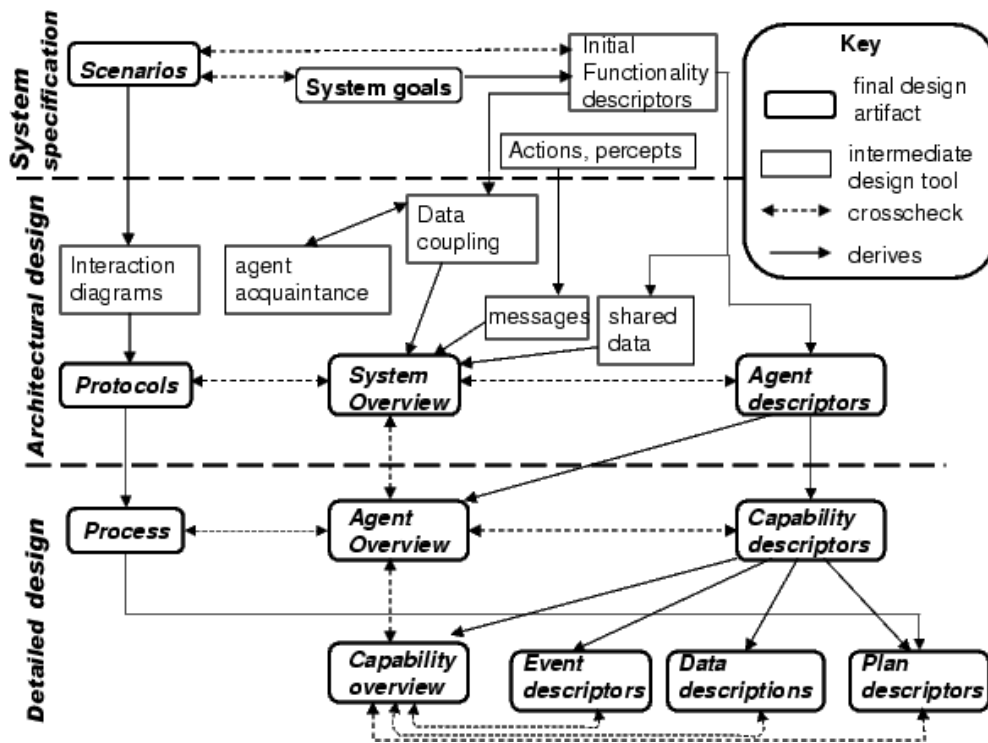 System
specification
Scenarios
System goals
Initial
Functionality
descriptors
Actions, percepts
Key
final design
artifact
intermediate
design tool
crosscheck
derives
Architectural design
Interaction
diagrams
agent
acquaintance
Data
coupling
messages
shared
data
Protocols
System
Overview
Agent
descriptors
Detailed design
Process
Agent
Overview
Capability
descriptors
Capability
overview
Event
descriptors
Data
descriptions
Plan
descriptors